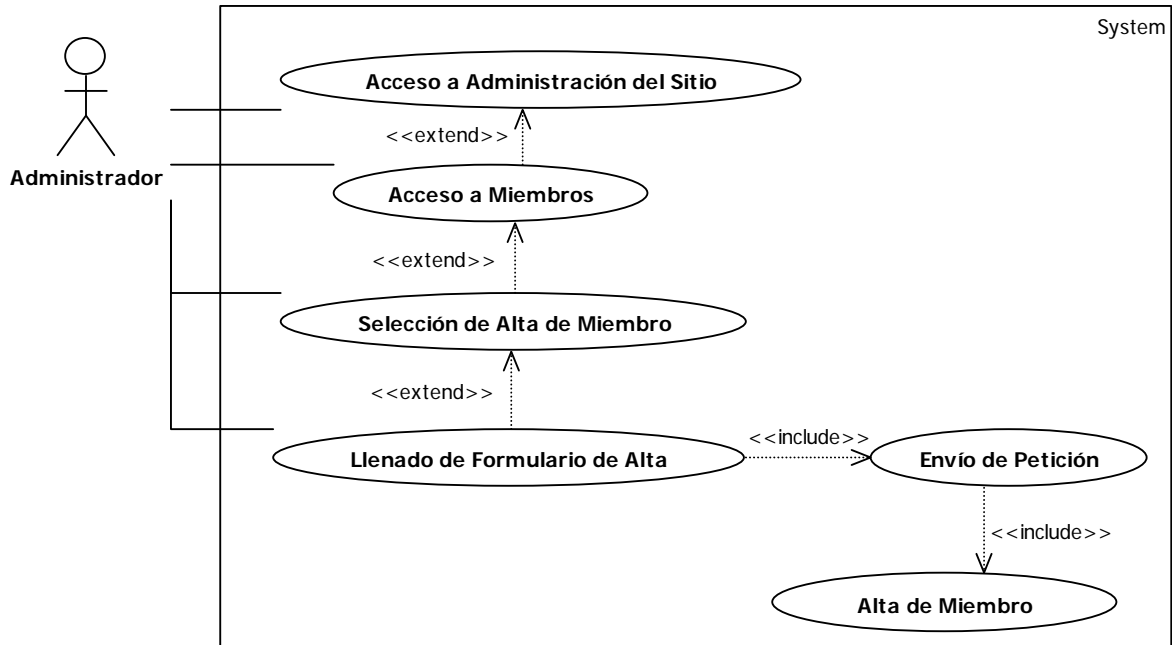 System
Acceso a Administración del Sitio
<<extend>>
Administrador
Acceso a Miembros
<<extend>>
Selección de Alta de Miembro
<<extend>>
Llenado de Formulario de Alta
<<include>>
Envío de Petición
<<include>>
Alta de Miembro